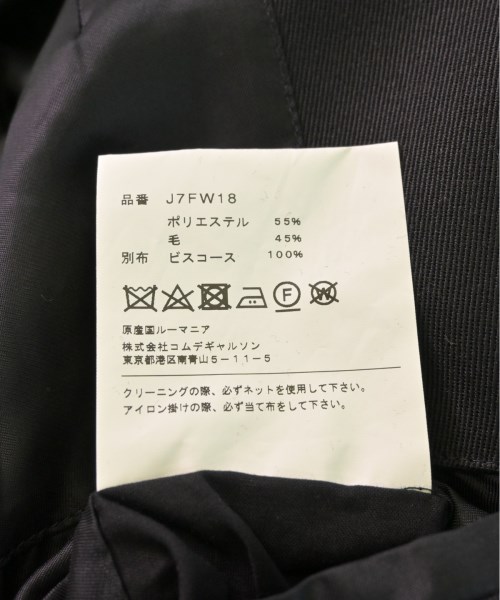 品番 J7FW18
ポリエステル 55%
毛 45%
別布 ビスコース 100%
F W
原産国ルーマニア
株式会社コムデギャルソン
東京都港区南青山5-11-5
クリーニングの際、必ずネットを使用して下さい。
アイロン掛けの際、必ず当て布をして下さい。